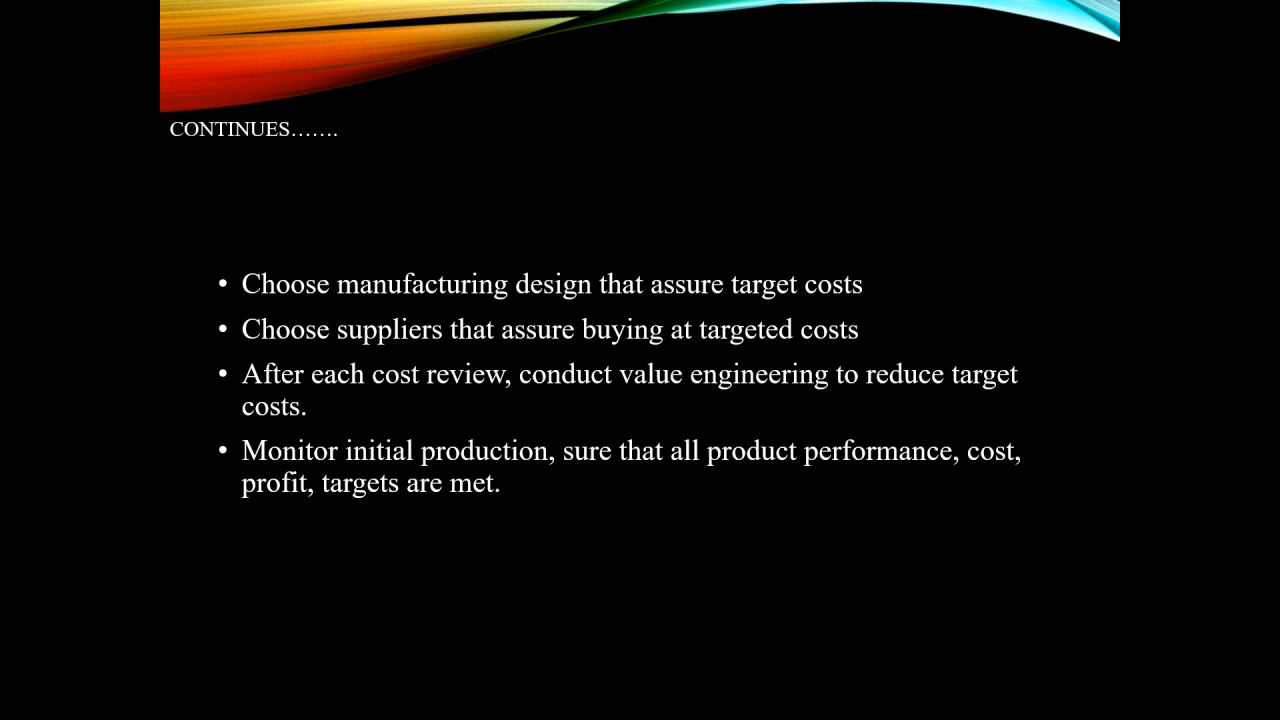 CONTINUES…….
• Choose manufacturing design that assure target costs
• Choose suppliers that assure buying at targeted costs
• After each cost review, conduct value engineering to reduce target
costs.
• Monitor initial production, sure that all product performance, cost,
profit, targets are met.